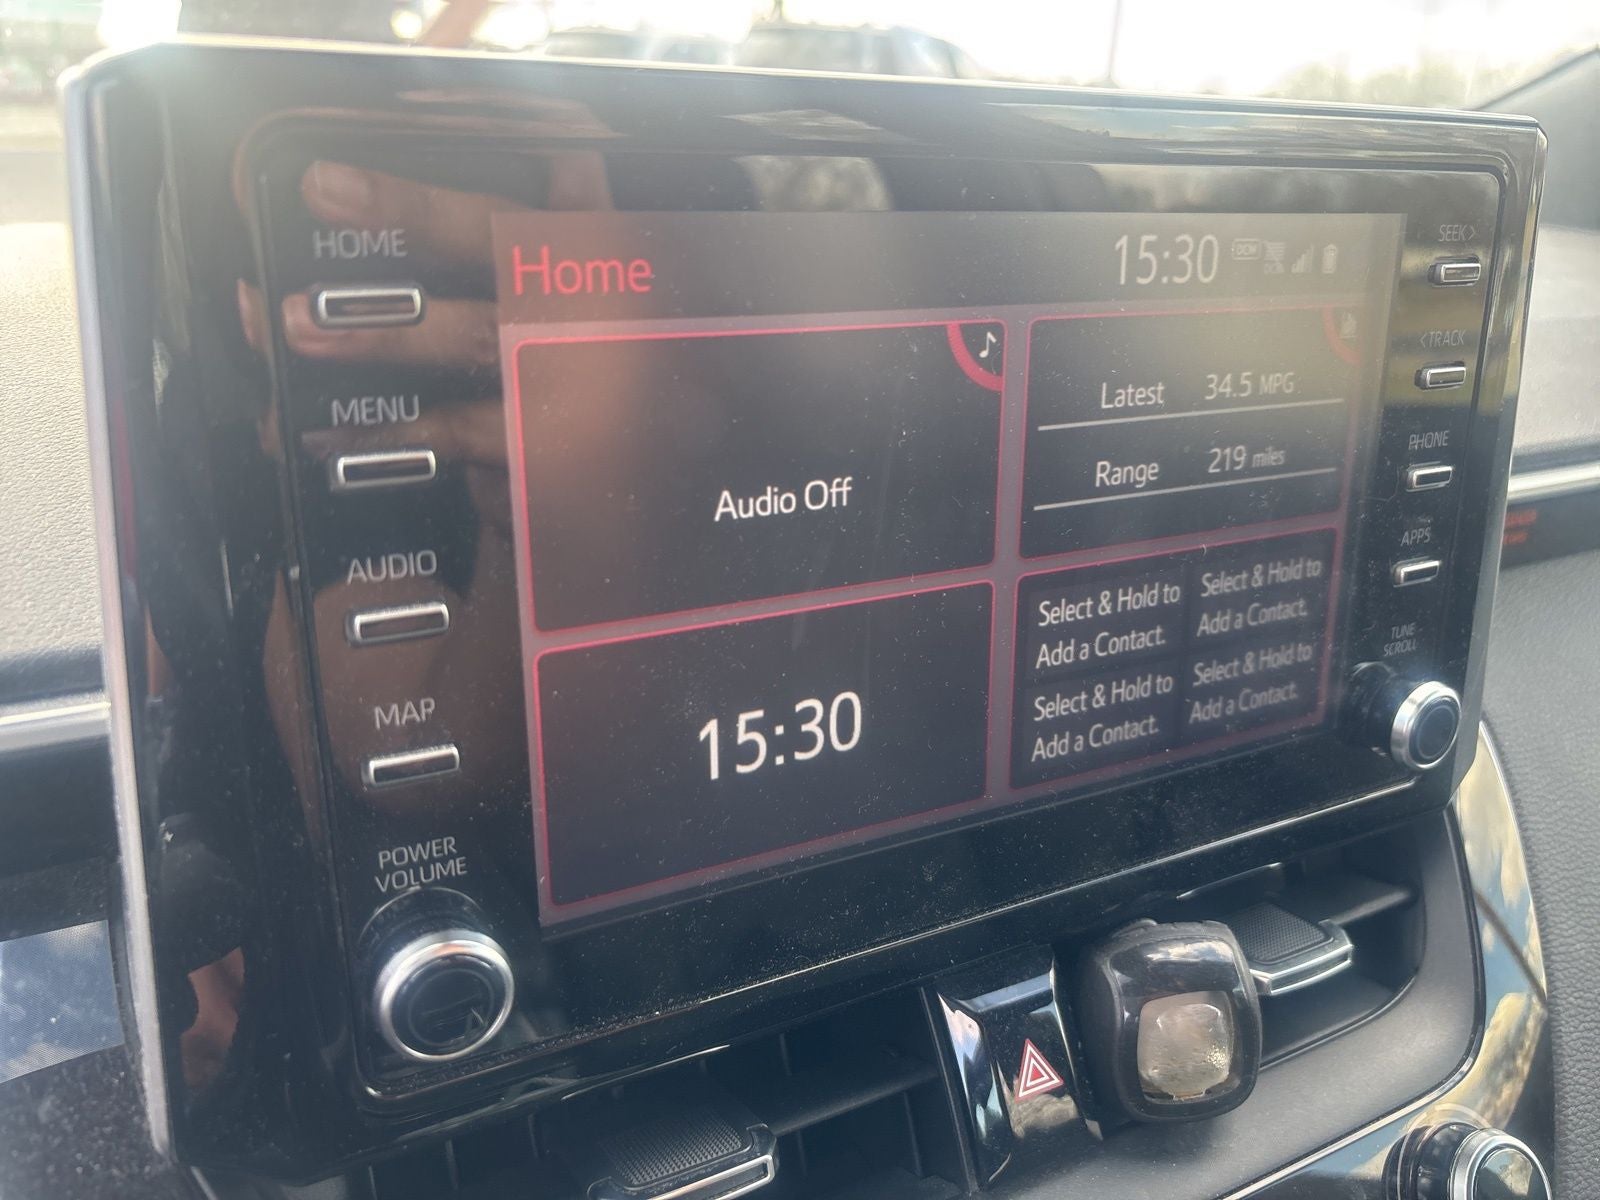 HOME
MENU
AUDIO
MAP
POWER
VOLUME
Home
15:30
DCM
Audio Off
Latest 34.5 MPG
Range 219 miles
15:30
Select & Hold to
Add a Contact.
Select & Hold to
Add a Contact.
Select & Hold to
Add a Contact.
Select & Hold to
Add a Contact.
SEEK>
<TRACK
PHONE
APPS
TUNE
SCROLL